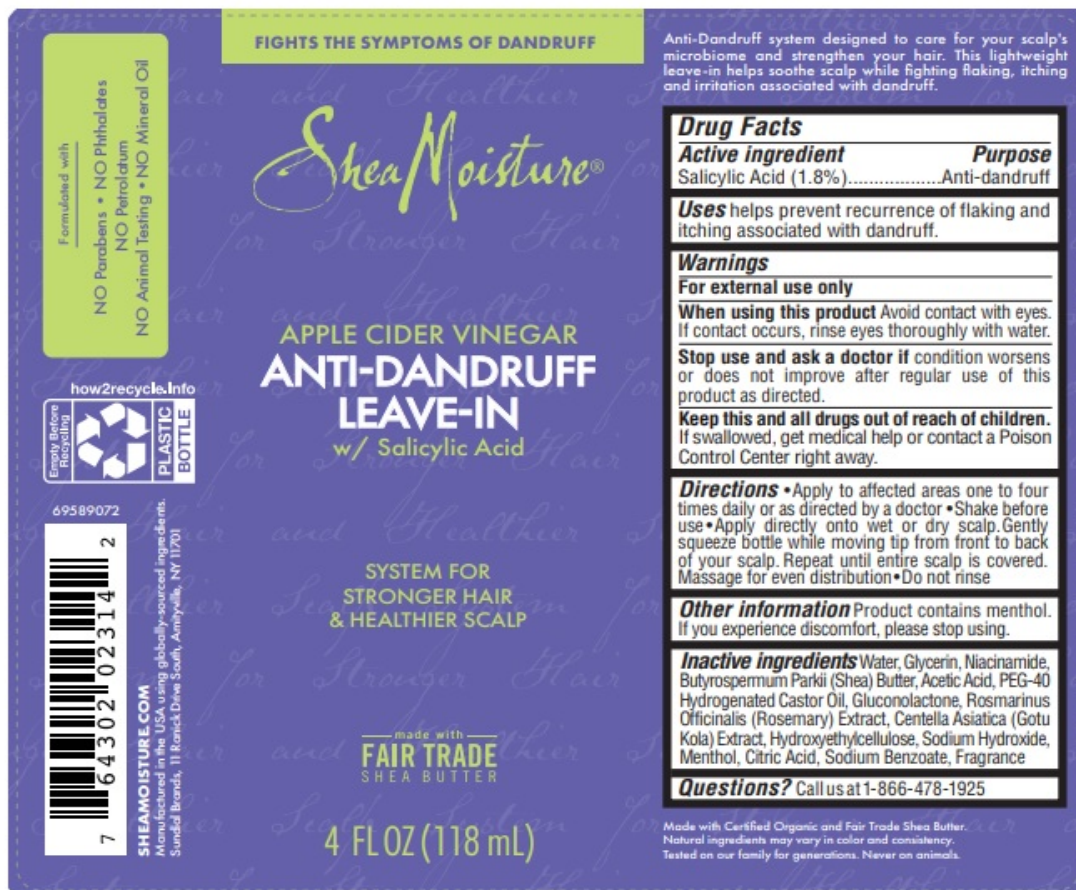 FIGHTS THE SYMPTOMS OF DANDRUFF
SheaMoisture®
APPLE CIDER VINEGAR
ANTI-DANDRUFF
LEAVE-IN
w/ Salicylic Acid
SYSTEM FOR
STRONGER HAIR
& HEALTHIER SCALP
made with
FAIR TRADE
SHEA BUTTER
4 FL OZ (118 mL)
Formulated with
NO Parabens • NO Phthalates
NO Petrolatum
NO Animal Testing • NO Mineral Oil
how2recycle.info
Empty Before
Recycling
PLASTIC
BOTTLE
69589072
7 64302 02314 2
SHEAMOISTURE.COM
Manufactured in the USA using globally-sourced ingredients.
Sundial Brands, 11 Ranick Drive South, Amityville, NY 11701
Anti-Dandruff system designed to care for your scalp's
microbiome and strengthen your hair. This lightweight
leave-in helps soothe scalp while fighting flaking, itching
and irritation associated with dandruff.
Drug Facts
Active ingredient Purpose
Salicylic Acid (1.8%)..................Anti-dandruff
Uses helps prevent recurrence of flaking and
itching associated with dandruff.
Warnings
For external use only
When using this product Avoid contact with eyes.
If contact occurs, rinse eyes thoroughly with water.
Stop use and ask a doctor if condition worsens
or does not improve after regular use of this
product as directed.
Keep this and all drugs out of reach of children.
If swallowed, get medical help or contact a Poison
Control Center right away.
Directions •Apply to affected areas one to four
times daily or as directed by a doctor •Shake before
use•Apply directly onto wet or dry scalp.Gently
squeeze bottle while moving tip from front to back
of your scalp. Repeat until entire scalp is covered.
Massage for even distribution•Do not rinse
Other information Product contains menthol.
If you experience discomfort, please stop using.
Inactive ingredients Water, Glycerin, Niacinamide,
Butyrospermum Parkii (Shea) Butter, Acetic Acid, PEG-40
Hydrogenated Castor Oil, Gluconolactone, Rosmarinus
Officinalis (Rosemary) Extract, Centella Asiatica (Gotu
Kola) Extract, Hydroxyethylcellulose, Sodium Hydroxide,
Menthol, Citric Acid, Sodium Benzoate, Fragrance
Questions? Call us at 1-866-478-1925
Made with Certified Organic and Fair Trade Shea Butter.
Natural ingredients may vary in color and consistency.
Tested on our family for generations. Never on animals.